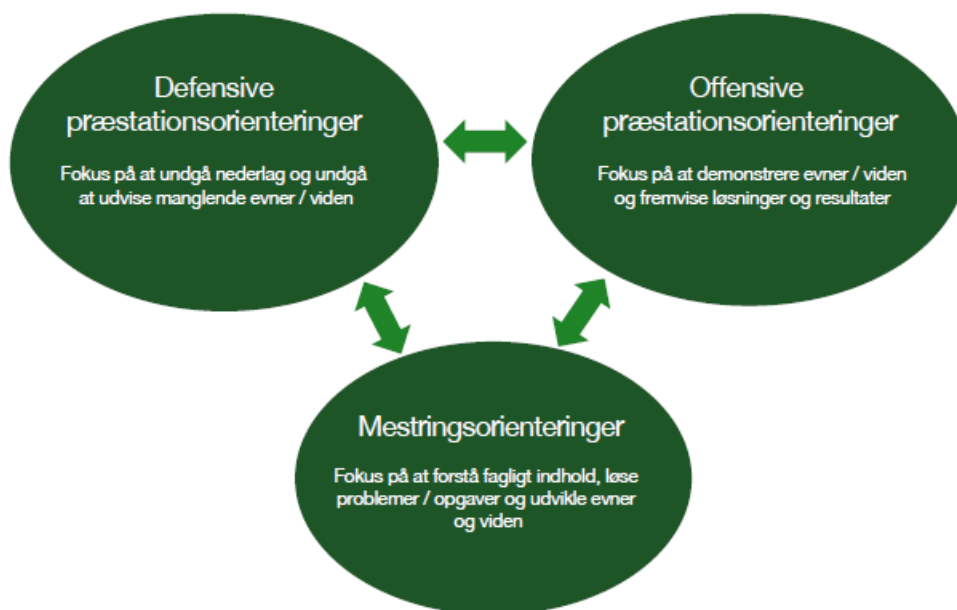 Defensive
præstationsorienteringer
Fokus på at undgå nederlag og undgå
at udvise manglende evner / viden
Offensive
præstationsorienteringer
Fokus på at demonstrere evner / viden
og fremvise løsninger og resultater
Mestringsorienteringer
Fokus på at forstå fagligt indhold, løse
problemer / opgaver og udvikle evner
og viden